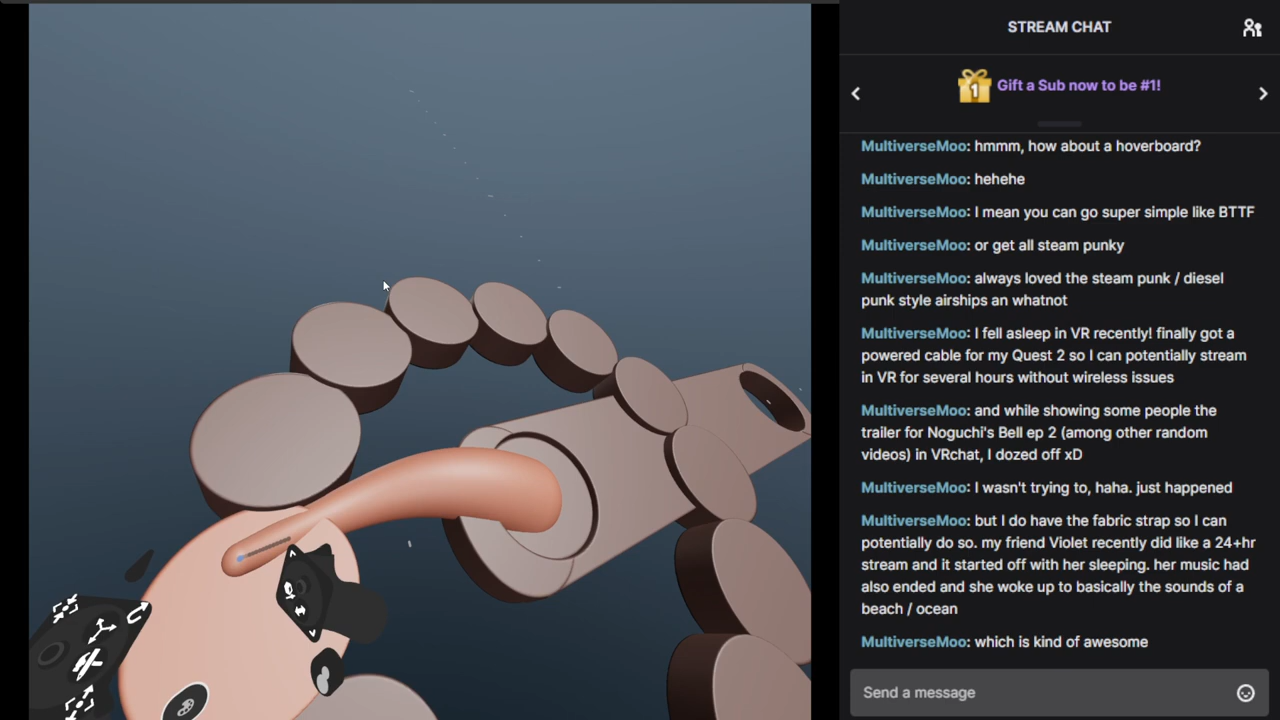 STREAM CHAT
1 Gift a Sub now to be #1!
MultiverseMoo: hmmm, how about a hoverboard?
MultiverseMoo: hehehe
MultiverseMoo: I mean you can go super simple like BTTF
MultiverseMoo: or get all steam punky
MultiverseMoo: always loved the steam punk / diesel
punk style airships an whatnot
MultiverseMoo: I fell asleep in VR recently! finally got a
powered cable for my Quest 2 so I can potentially stream
in VR for several hours without wireless issues
MultiverseMoo: and while showing some people the
trailer for Noguchi's Bell ep 2 (among other random
videos) in VRchat, I dozed off xD
MultiverseMoo: I wasn't trying to, haha. just happened
MultiverseMoo: but I do have the fabric strap so I can
potentially do so. my friend Violet recently did like a 24+hr
stream and it started off with her sleeping. her music had
also ended and she woke up to basically the sounds of a
beach / ocean
MultiverseMoo: which is kind of awesome
Send a message